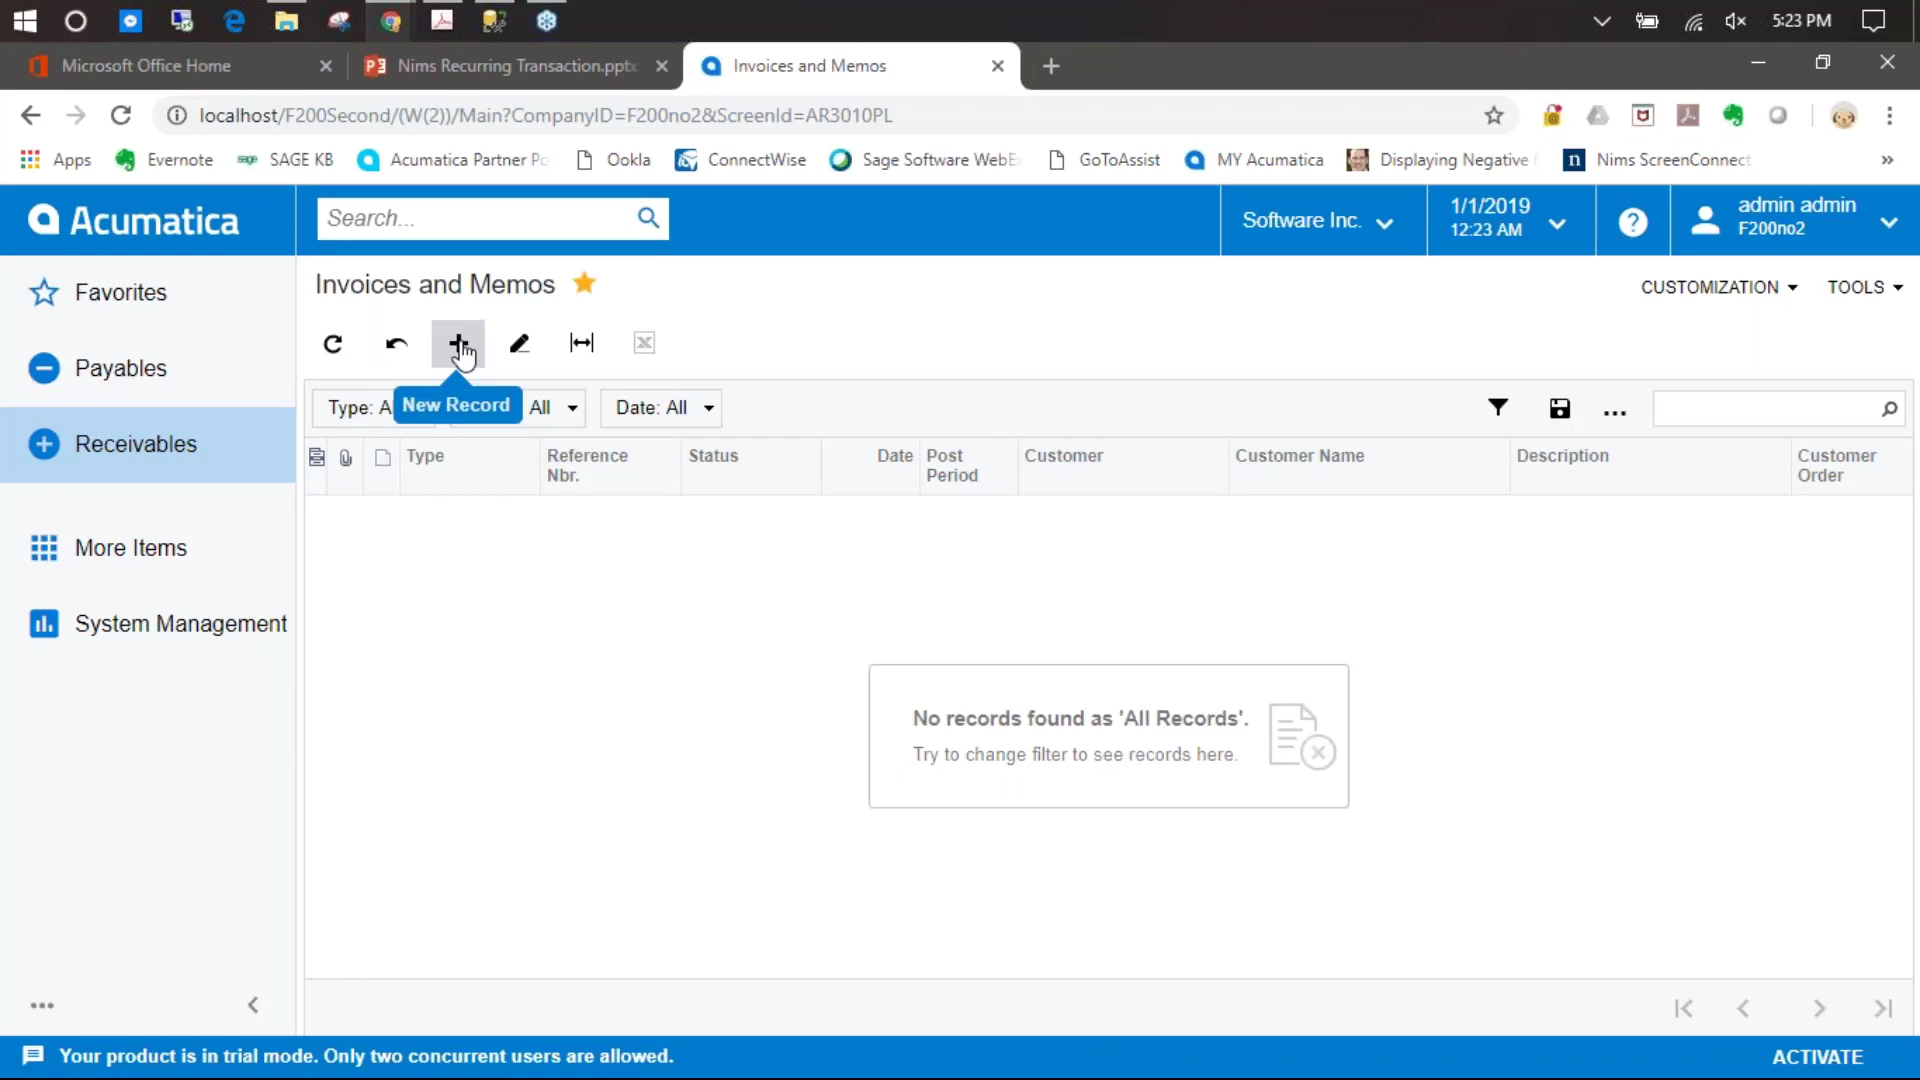 5:23 PM
Microsoft Office Home
Nims Recurring Transaction.pptx
Invoices and Memos
localhost/F200Second/(W(2))/Main?CompanyID=F200no2&ScreenId=AR3010PL
Apps
Evernote
SAGE KB
Acumatica Partner Po
Ookla
ConnectWise
Sage Software WebE
GoToAssist
MY Acumatica
Displaying Negative
Nims ScreenConnect
»
Acumatica
Search...
Software Inc.
1/1/2019
12:23 AM
?
admin admin
F200no2
Favorites
Payables
Receivables
More Items
System Management
Invoices and Memos
CUSTOMIZATION
TOOLS
New Record
Type: A
All
Date: All
Type
Reference Nbr.
Status
Date
Post Period
Customer
Customer Name
Description
Customer Order
No records found as 'All Records'.
Try to change filter to see records here.
Your product is in trial mode. Only two concurrent users are allowed.
ACTIVATE